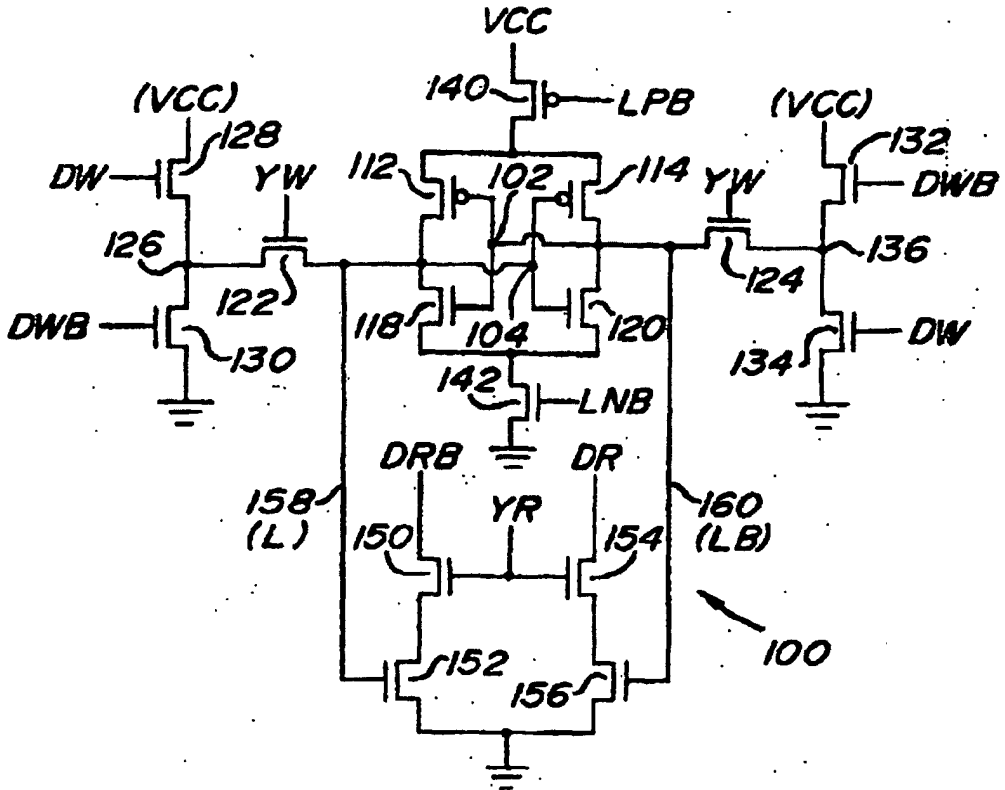 VCC
140
LPB
(VCC)
(VCC)
128
132
DW
YW
112
102
114
YW
DWB
126
136
122
124
DWB
118
104
120
130
134
DW
142
LNB
DRB
DR
158
(L)
YR
160
(LB)
150
154
152
156
100